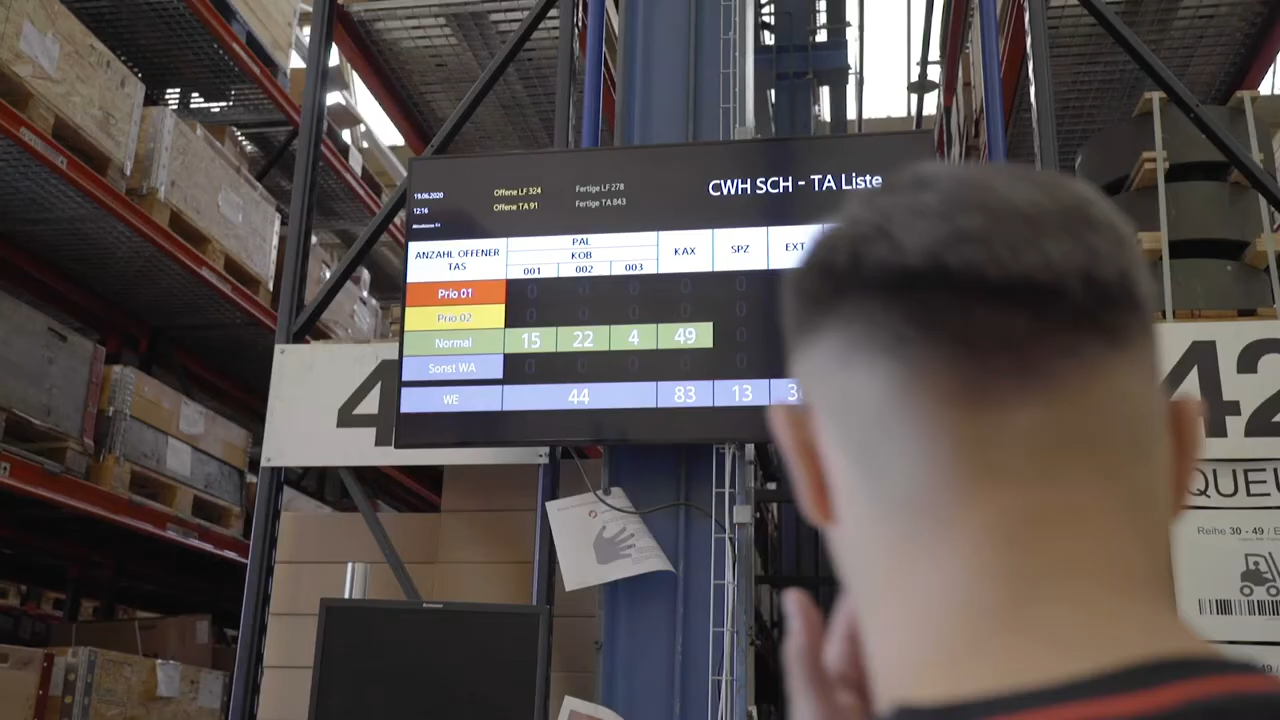 19.06.2020
12:16
Offene LF 324
Offene TA 91
Fertige LF 278
Fertige TA 843
CWH SCH - TA Liste
ANZAHL OFFENER TAS
PAL
KOB
001 002 003
KAX
SPZ
EXT
Prio 01 0 0 0 0 0
Prio 02 0 0 0 0 0
Normal 15 22 4 49 0
Sonst WA 0 0 0 0 0
WE 44 83 13 3
4
42
QUEU
Reihe 30 - 49 / E
lenovo